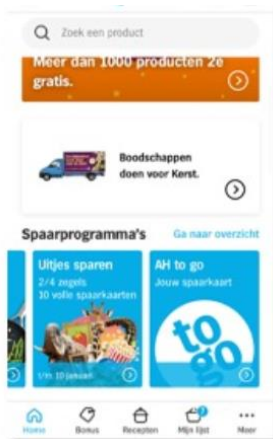 Zoek een product
Meer dan 1000 producten 2e
gratis.
Boodschappen
doen voor Kerst.
Spaarprogramma's
Ga naar overzicht
Uitjes sparen
2/4 zegels
10 volle spaarkaarten
t/m 10 januari
AH to go
Jouw spaarkaart
to
go
Home
Bonus
Recepten
Mijn lijst
Meer